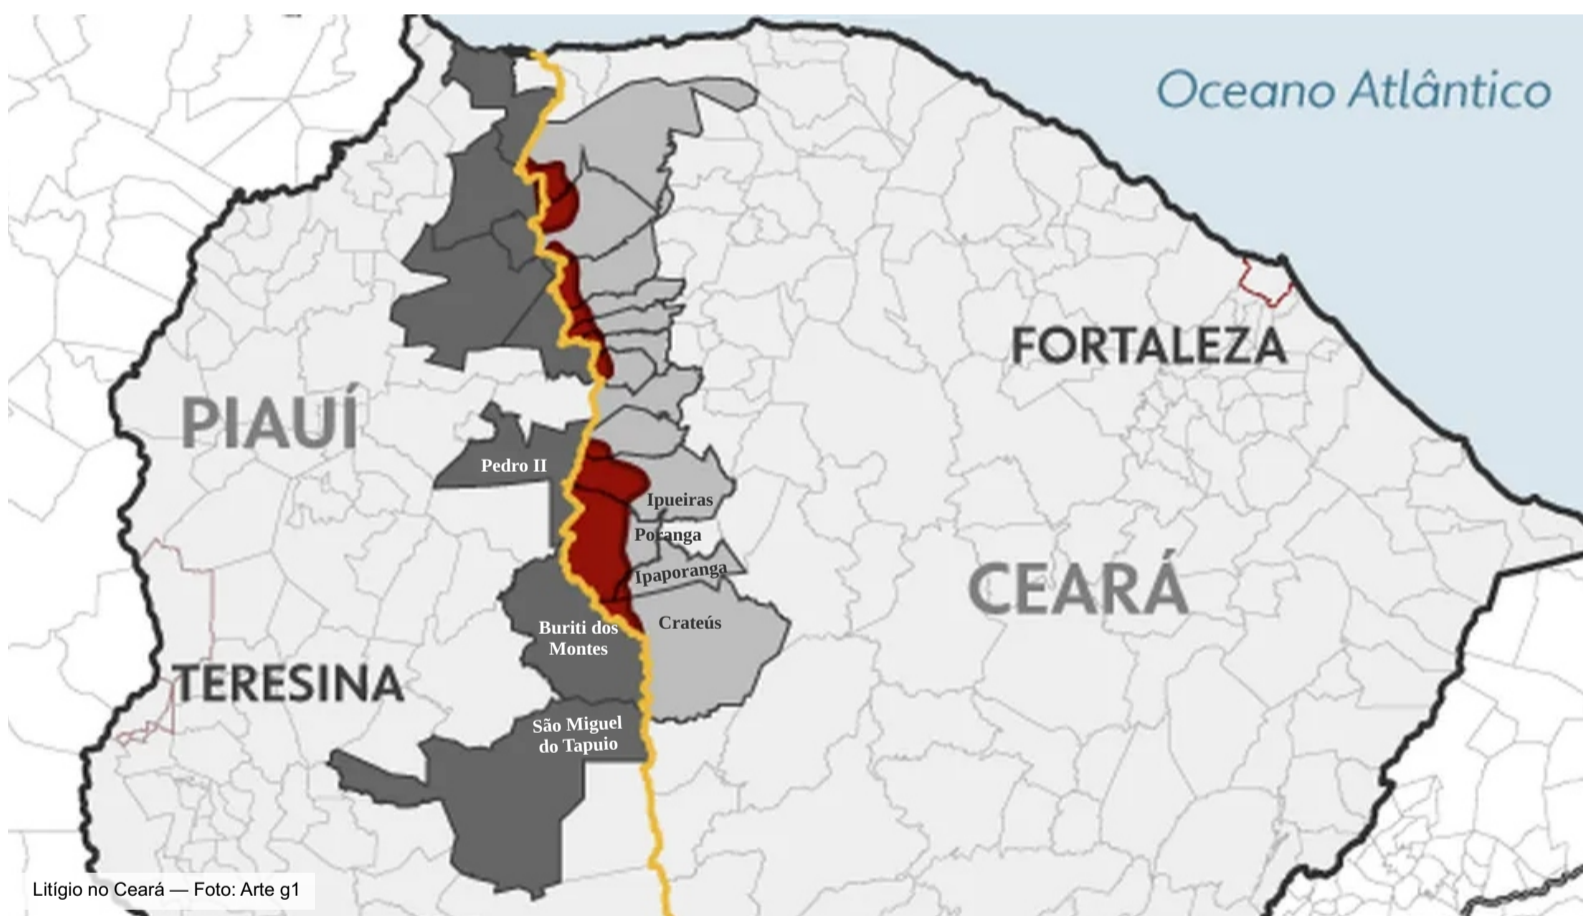 Oceano Atlântico
FORTALEZA
PIAUÍ
Pedro II
Ipueiras
Poranga
Ipaporanga
CEARÁ
Crateús
Buriti dos
Montes
TERESINA
São Miguel
do Tapuio
Litígio no Ceará — Foto: Arte g1